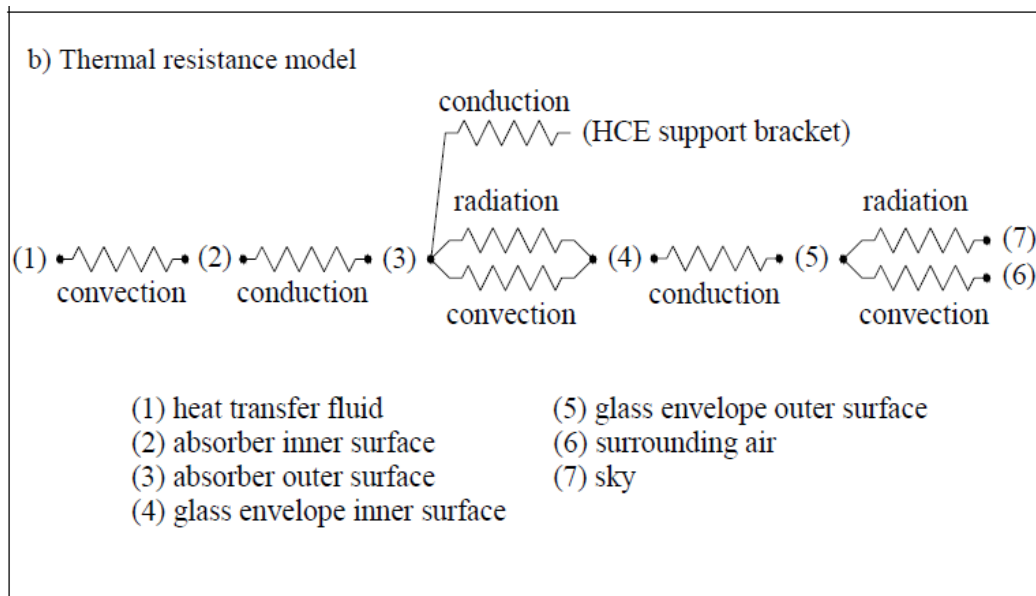 b) Thermal resistance model
conduction
(HCE support bracket)
radiation
radiation
(1)
(2)
(3)
(4)
(5)
(7)
(6)
convection
conduction
convection
conduction
convection
(1) heat transfer fluid
(2) absorber inner surface
(3) absorber outer surface
(4) glass envelope inner surface
(5) glass envelope outer surface
(6) surrounding air
(7) sky